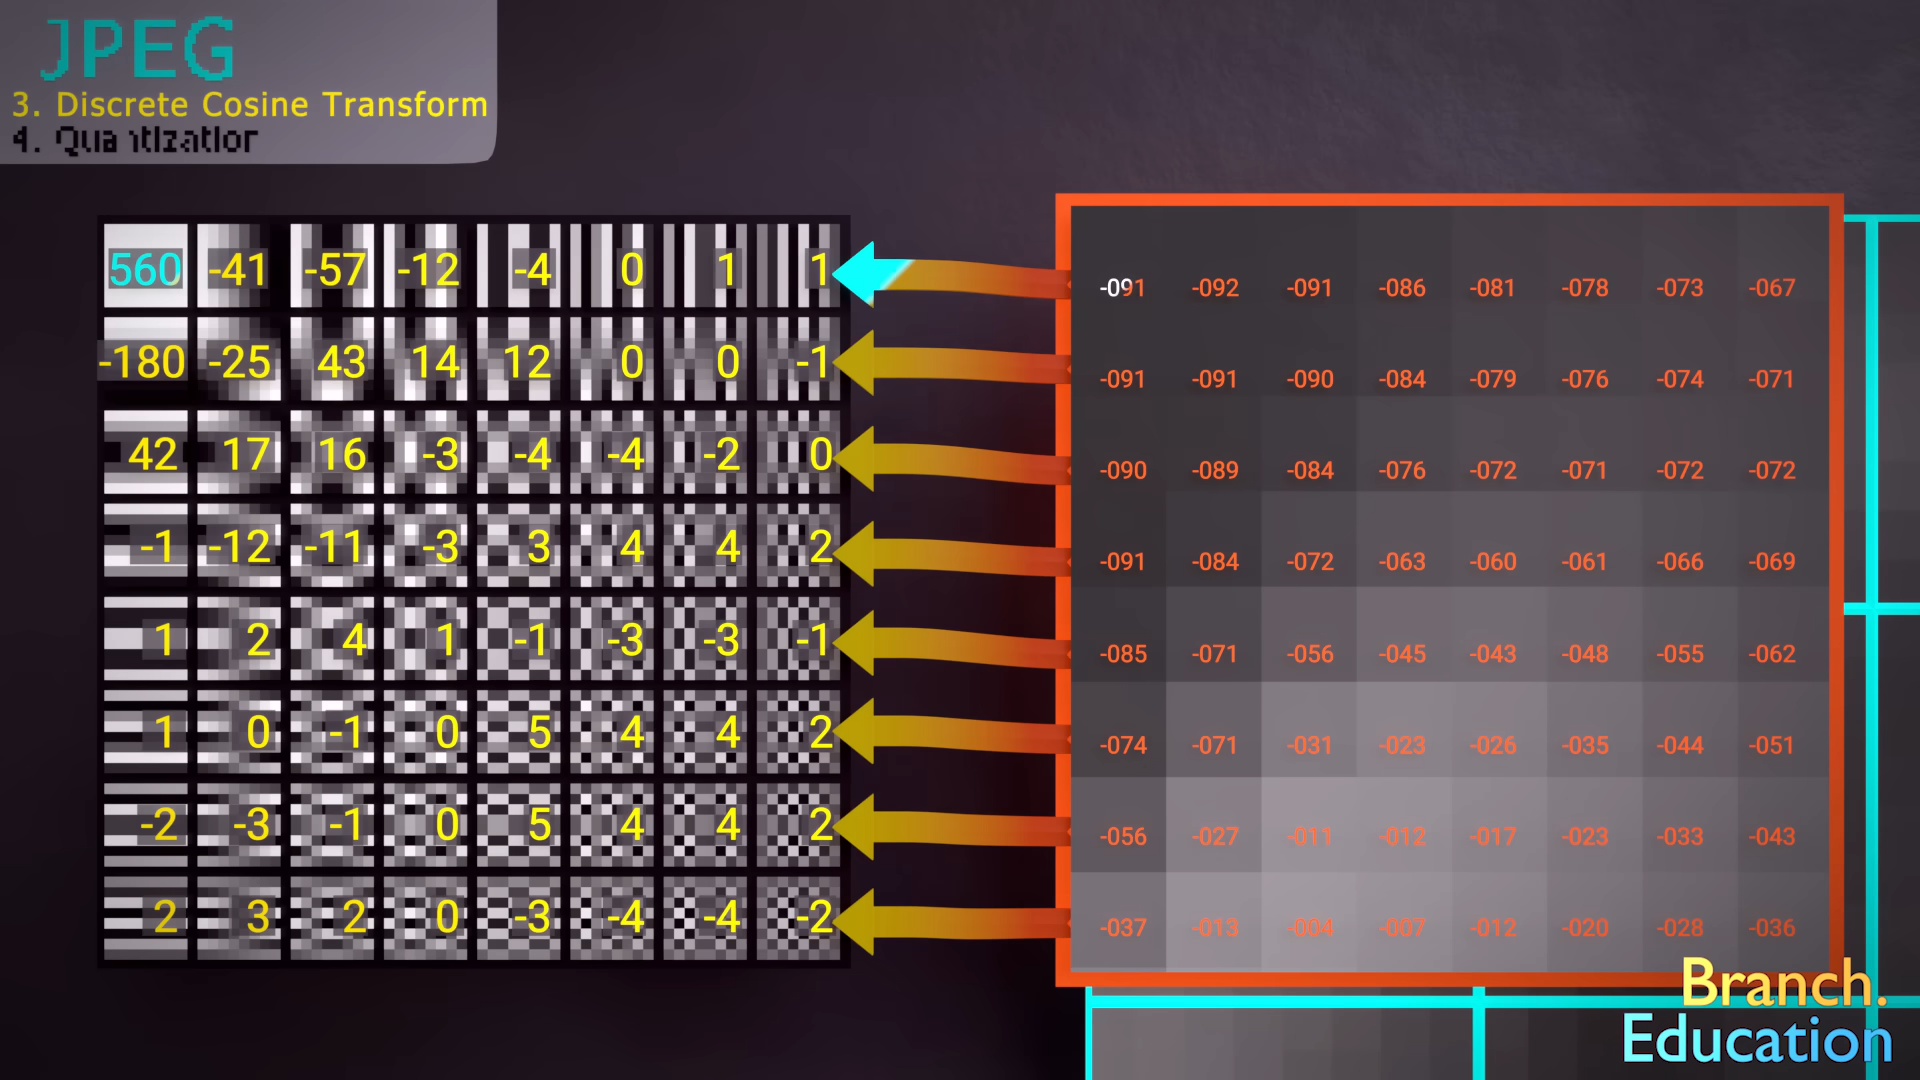 JPEG
3. Discrete Cosine Transform
4. Quantization
560 -41 -57 -12 -4 0 1 1
-180 -25 43 14 12 0 0 -1
42 17 16 -3 -4 -4 -2 0
-1 -12 -11 -3 3 4 4 2
1 2 4 1 -1 -3 -3 -1
1 0 -1 0 5 4 4 2
-2 -3 -1 0 5 4 4 2
2 3 2 0 -3 -4 -4 -2
-091 -092 -091 -086 -081 -078 -073 -067
-091 -091 -090 -084 -079 -076 -074 -071
-090 -089 -084 -076 -072 -071 -072 -072
-091 -084 -072 -063 -060 -061 -066 -069
-085 -071 -056 -045 -043 -048 -055 -062
-074 -071 -031 -023 -026 -035 -044 -051
-056 -027 -011 -012 -017 -023 -033 -043
-037 -013 -004 -007 -012 -020 -028 -036
Branch.
Education